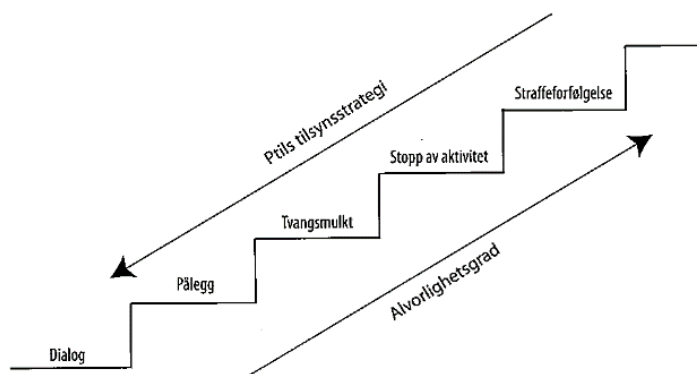 Ptils tilsynsstrategi
Straffeforfølgelse
Stopp av aktivitet
Tvangsmulkt
Alvorlighetsgrad
Pålegg
Dialog